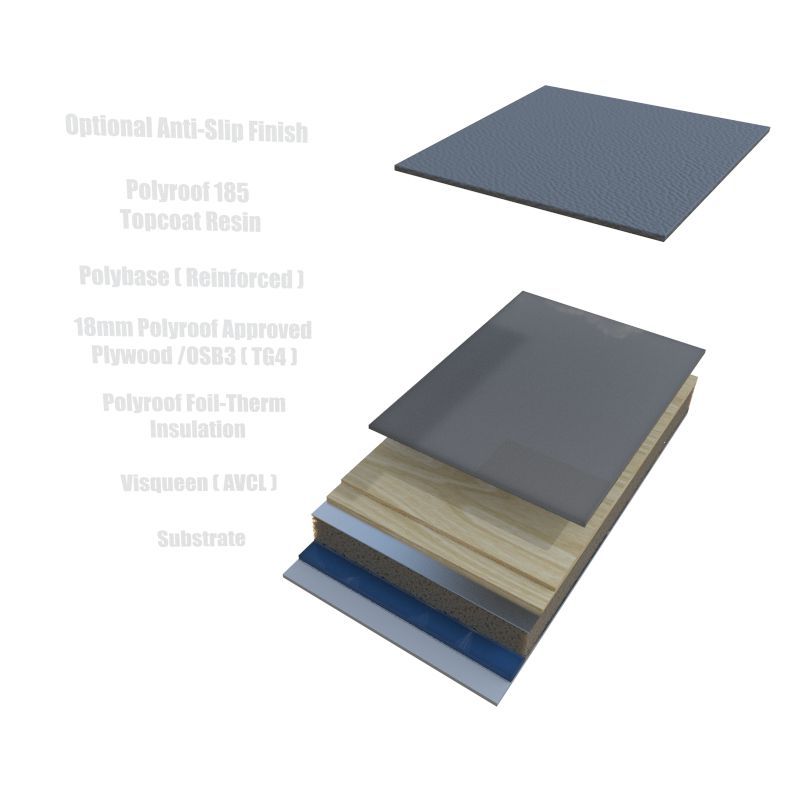 Optional Anti-Slip Finish
Polyroof 185
Topcoat Resin
Polybase ( Reinforced )
18mm Polyroof Approved
Plywood /OSB3 ( TG4 )
Polyroof Foil-Therm
Insulation
Visqueen ( AVCL )
Substrate